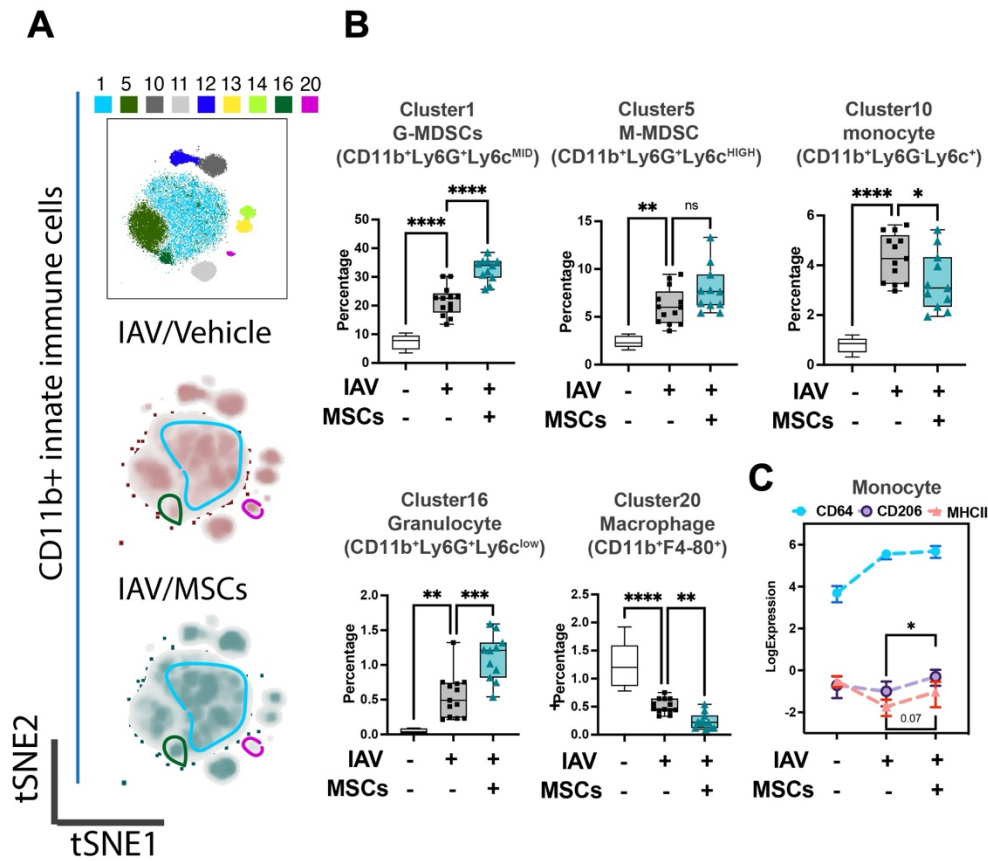 A
1 5 10 11 12 13 14 16 20
CD11b+ innate immune cells
IAV/Vehicle
IAV/MSCs
tSNE2
tSNE1
B
Cluster1
G-MDSCs
(CD11b+Ly6G+Ly6cMID)
****
****
Percentage
50
40
30
20
10
0
IAV - + +
MSCs - - +
Cluster5
M-MDSC
(CD11b+Ly6G+Ly6cHIGH)
**
ns
Percentage
15
10
5
0
IAV - + +
MSCs - - +
Cluster10
monocyte
(CD11b+Ly6G-Ly6c+)
****
*
Percentage
6
4
2
0
IAV - + +
MSCs - - +
Cluster16
Granulocyte
(CD11b+Ly6G+Ly6clow)
**
***
Percentage
2.0
1.5
1.0
0.5
0.0
IAV - + +
MSCs - - +
Cluster20
Macrophage
(CD11b+F4-80+)
****
**
+Percentage
2.5
2.0
1.5
1.0
0.5
0.0
IAV - + +
MSCs - - +
C
Monocyte
CD64 CD206 MHCII
LogExpression
6
4
2
0
-2
*
0.07
IAV - + +
MSCs - - +